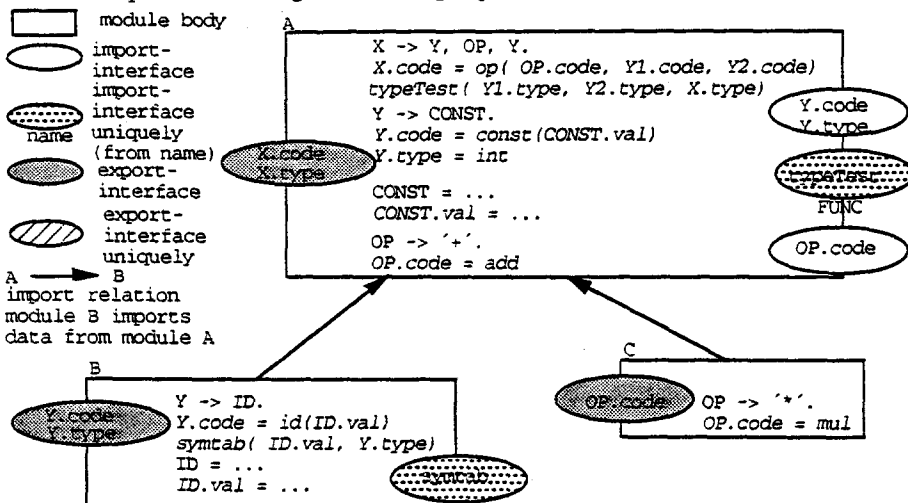 module body
import-
interface
import-
interface
name uniquely
(from name)
export-
interface
export-
interface
uniquely
A B
import relation
module B imports
data from module A
A
X -> Y, OP, Y.
X.code = op( OP.code, Y1.code, Y2.code)
typeTest( Y1.type, Y2.type, X.type)
Y -> CONST.
Y.code = const(CONST.val)
Y.type = int
CONST = ...
CONST.val = ...
OP -> '+'.
OP.code = add
X.code
X.type
Y.code
Y.type
typeTest
FUNC
OP.code
B
Y -> ID.
Y.code = id(ID.val)
symtab( ID.val, Y.type)
ID = ...
ID.val = ...
Y.code
Y.type
symtab
C
OP.code
OP -> '*'.
OP.code = mul